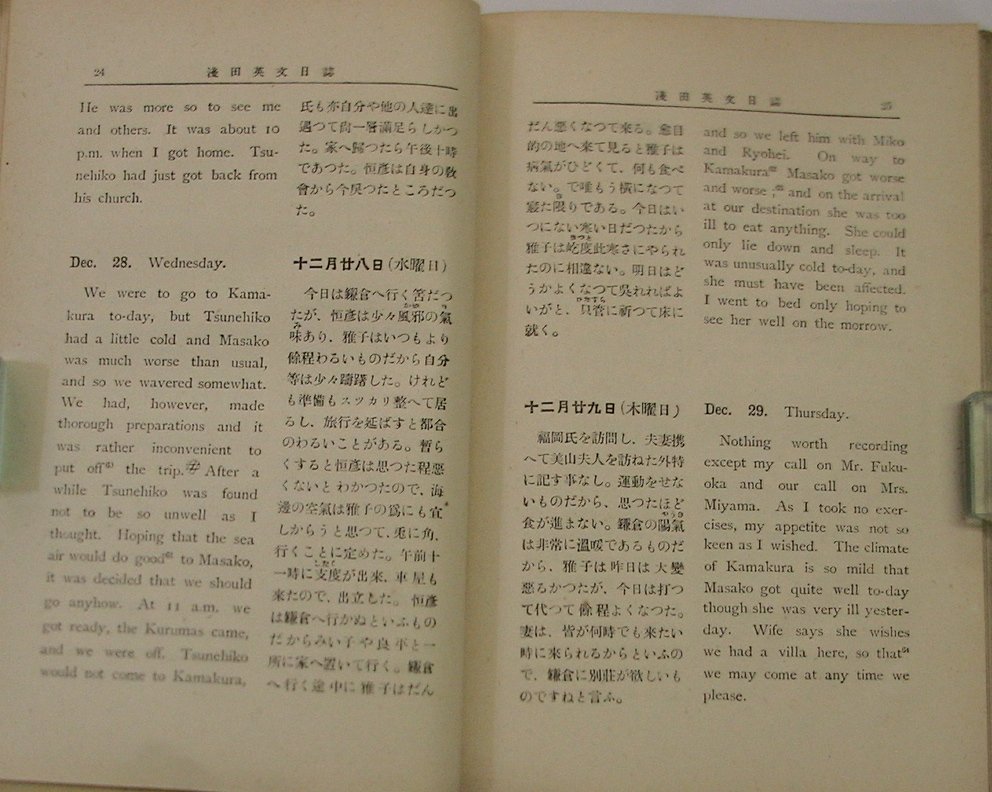 24
淺田英文日誌
He was more so to see me
and others. It was about 10
p.m. when I got home. Tsu-
nehiko had just got back from
his church.
氏も亦自分や他の人達に出
遇つて尙一層滿足らしかつ
た。家へ歸つたら午後十時
であつた。恒彥は自身の敎
會から今戾つたところだつ
た。
Dec. 28. Wednesday.
We were to go to Kama-
kura to-day, but Tsunehiko
had a little cold and Masako
was much worse than usual,
and so we wavered somewhat.
We had, however, made
thorough preparations and it
was rather inconvenient to
put off the trip. After a
while Tsunehiko was found
not to be so unwell as I
thought. Hoping that the sea
air would do good to Masako,
it was decided that we should
go anyhow. At 11 a.m. we
got ready, the Kurumas came,
and we were off. Tsunehiko
would not come to Kamakura,
十二月廿八日(水曜日)
今日は鎌倉へ行く筈だつ
たが、恒彥は少々風邪の氣
味あり、雅子はいつもより
餘程わるいものだから自分
等は少々躊躇した。けれど
も準備もスツカリ整へて居
るし、旅行を延ばすと都合
のわるいことがある。暫ら
くすると恒彥は思つた程惡
くないとわかつたので、海
邊の空氣は雅子の爲にも宜
しからうと思つて、兎に角、
行くことに定めた。午前十
一時に支度が出來、車屋も
來たので、出立した。恒彥
は鎌倉へ行かぬといふもの
だからみい子や良平と一
所に家へ置いて行く。鎌倉
へ行く途中に雅子はだん
淺田英文日誌
25
だん惡くなつて來る。愈目
的の地へ來て見ると雅子は
病氣がひどくて、何も食べ
ない。で唯もう橫になつて
寢た限りである。今日はい
つにない寒い日だつたから
雅子は屹度此寒さにやられ
たのに相違ない。明日はど
うかよくなつて吳れればよ
いがと、只管に祈つて床に
就く。
and so we left him with Miko
and Ryohei. On way to
Kamakura Masako got worse
and worse . and on the arrival
at our destination she was too
ill to eat anything. She could
only lie down and sleep. It
was unusually cold to-day, and
she must have been affected.
I went to bed only hoping to
see her well on the morrow.
十二月廿九日(木曜日)
福岡氏を訪問し、夫妻携
へて美山夫人を訪ねた外特
に記す事なし。運動をせな
いものだから、思つたほど
食が進まない。鎌倉の陽氣
は非常に溫暖であるものだ
から、雅子は昨日は大變
惡るかつたが、今日は打つ
て代つて餘程よくなつた。
妻は、皆が何時でも來たい
時に來られるからといふの
で、鎌倉に別莊が欲しいも
のですねと言ふ。
Dec. 29. Thursday.
Nothing worth recording
except my call on Mr. Fuku-
oka and our call on Mrs.
Miyama. As I took no exer-
cises, my appetite was not so
keen as I wished. The climate
of Kamakura is so mild that
Masako got quite well to-day
though she was very ill yester-
day. Wife says she wishes
we had a villa here, so that
we may come at any time we
please.